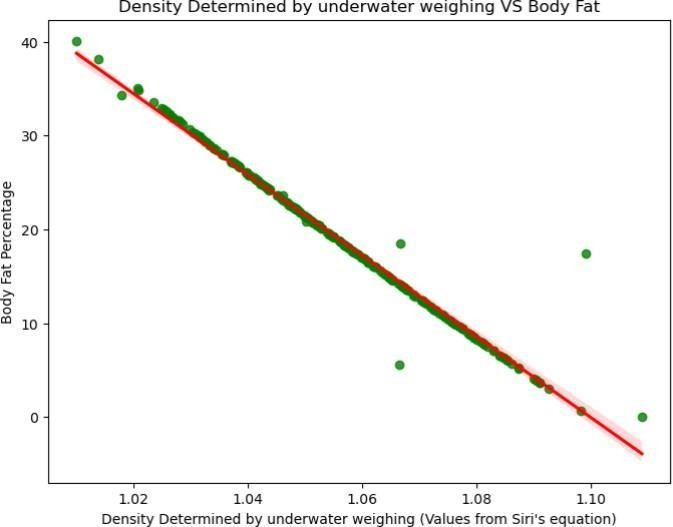 Density Determined by underwater weighing VS Body Fat
40
30
20
10
0
Body Fat Percentage
1.02 1.04 1.06 1.08 1.10
Density Determined by underwater weighing (Values from Siri's equation)